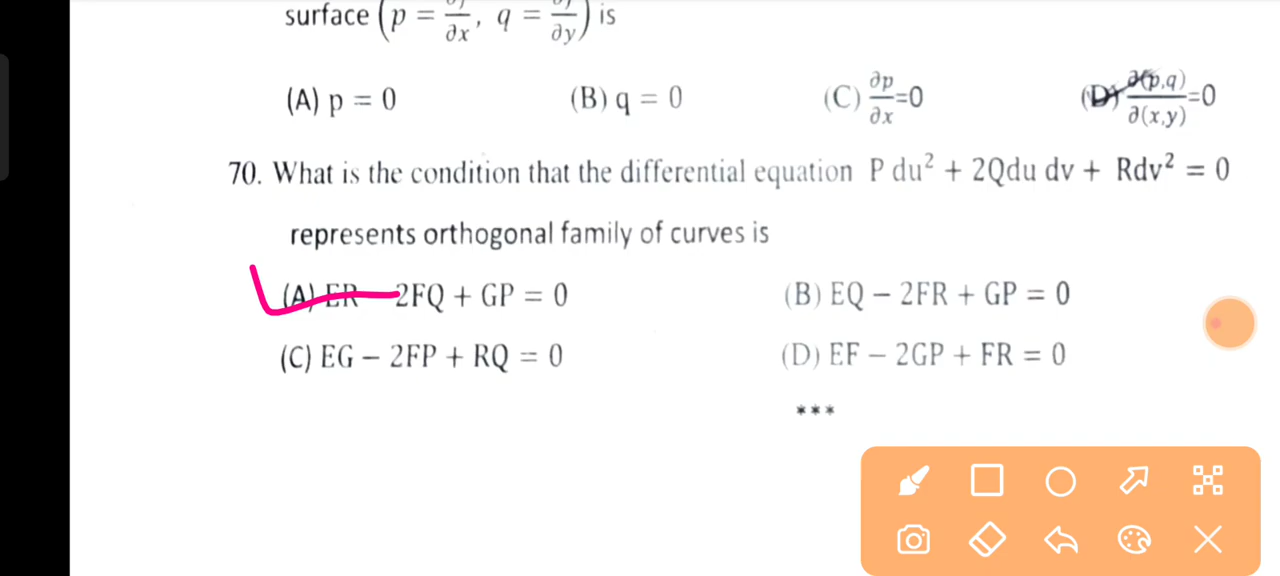 surface (p = ∂f/∂x, q = ∂f/∂y) is
(A) p = 0 (B) q = 0 (C) ∂p/∂x=0 (D) ∂(p,q)/∂(x,y)=0
70. What is the condition that the differential equation P du² + 2Qdu dv + Rdv² = 0
represents orthogonal family of curves is
(A) ER − 2FQ + GP = 0 (B) EQ − 2FR + GP = 0
(C) EG − 2FP + RQ = 0 (D) EF − 2GP + FR = 0
***